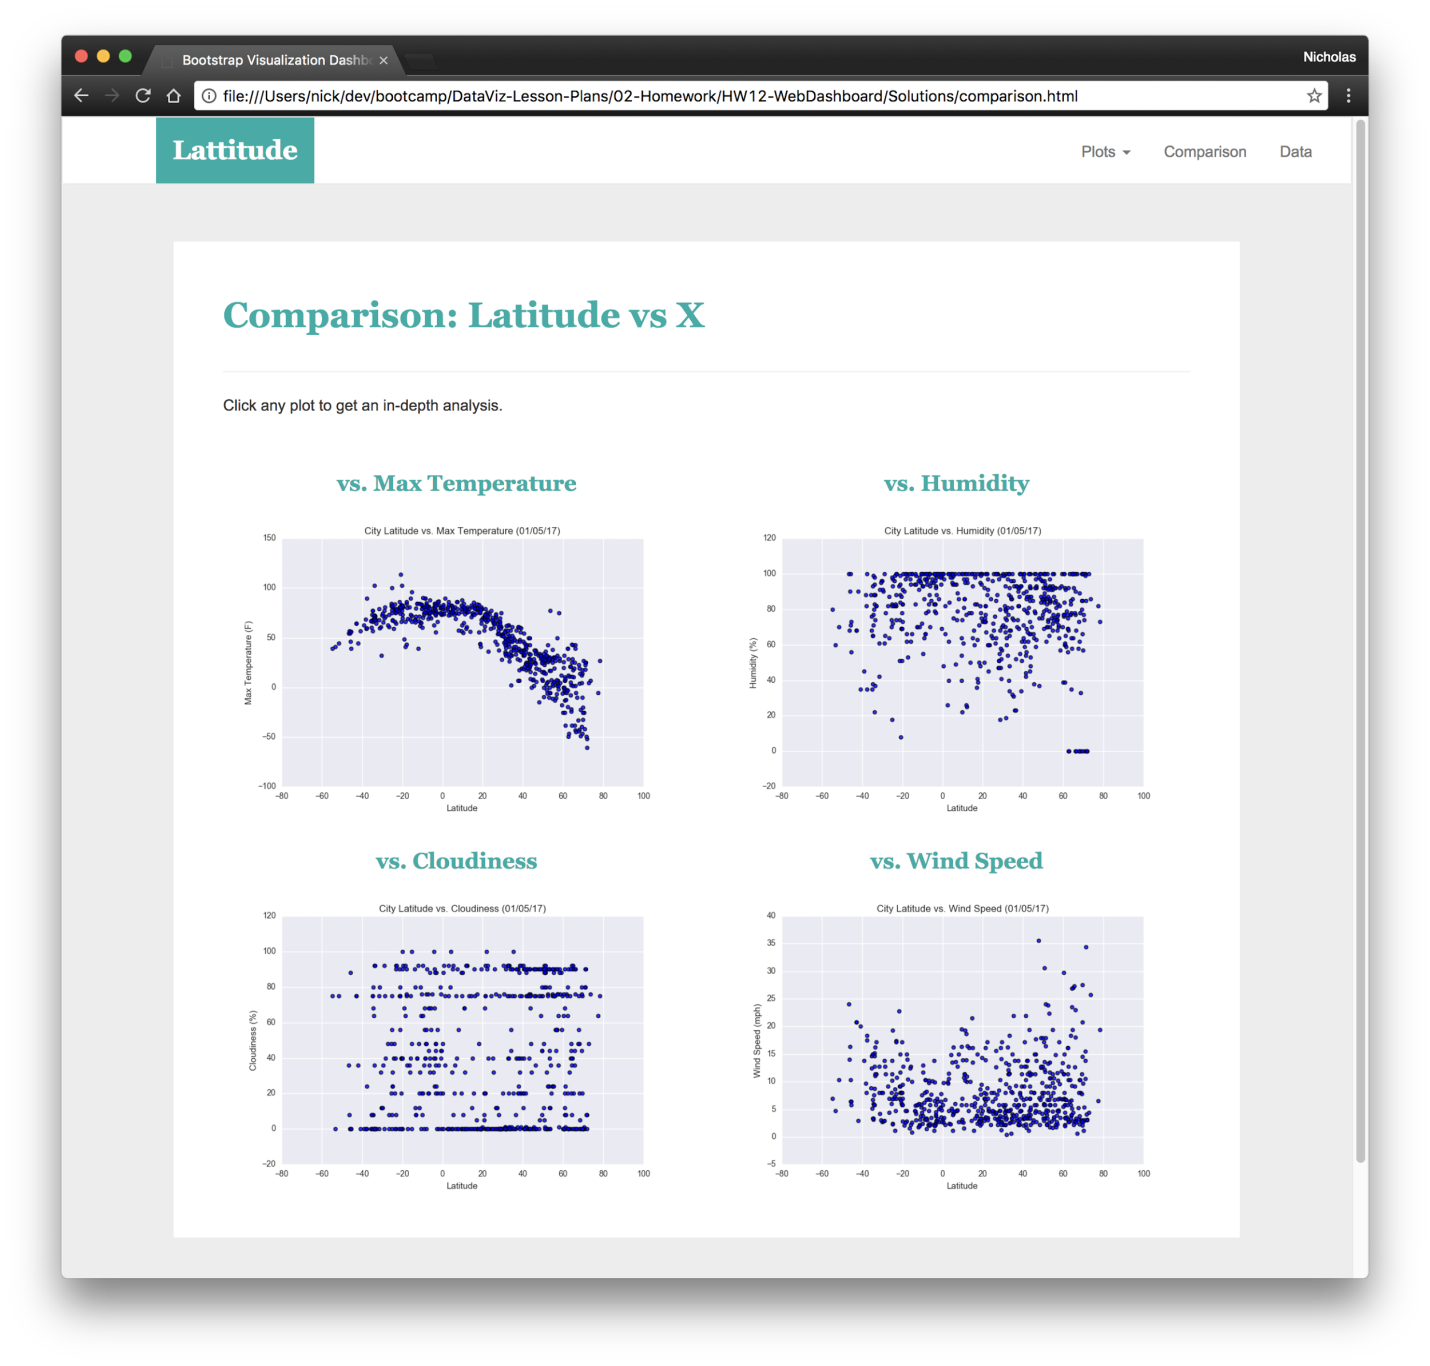 Bootstrap Visualization Dashbo
Nicholas
file:///Users/nick/dev/bootcamp/DataViz-Lesson-Plans/02-Homework/HW12-WebDashboard/Solutions/comparison.html
Lattitude
Plots Comparison Data
Comparison: Latitude vs X
Click any plot to get an in-depth analysis.
vs. Max Temperature
City Latitude vs. Max Temperature (01/05/17)
Max Temperature (F)
150
100
50
0
−50
−100
−80 −60 −40 −20 0 20 40 60 80 100
Latitude
vs. Humidity
City Latitude vs. Humidity (01/05/17)
Humidity (%)
120
100
80
60
40
20
0
−20
−80 −60 −40 −20 0 20 40 60 80 100
Latitude
vs. Cloudiness
City Latitude vs. Cloudiness (01/05/17)
Cloudiness (%)
120
100
80
60
40
20
0
−20
−80 −60 −40 −20 0 20 40 60 80 100
Latitude
vs. Wind Speed
City Latitude vs. Wind Speed (01/05/17)
Wind Speed (mph)
40
35
30
25
20
15
10
5
0
−5
−80 −60 −40 −20 0 20 40 60 80 100
Latitude